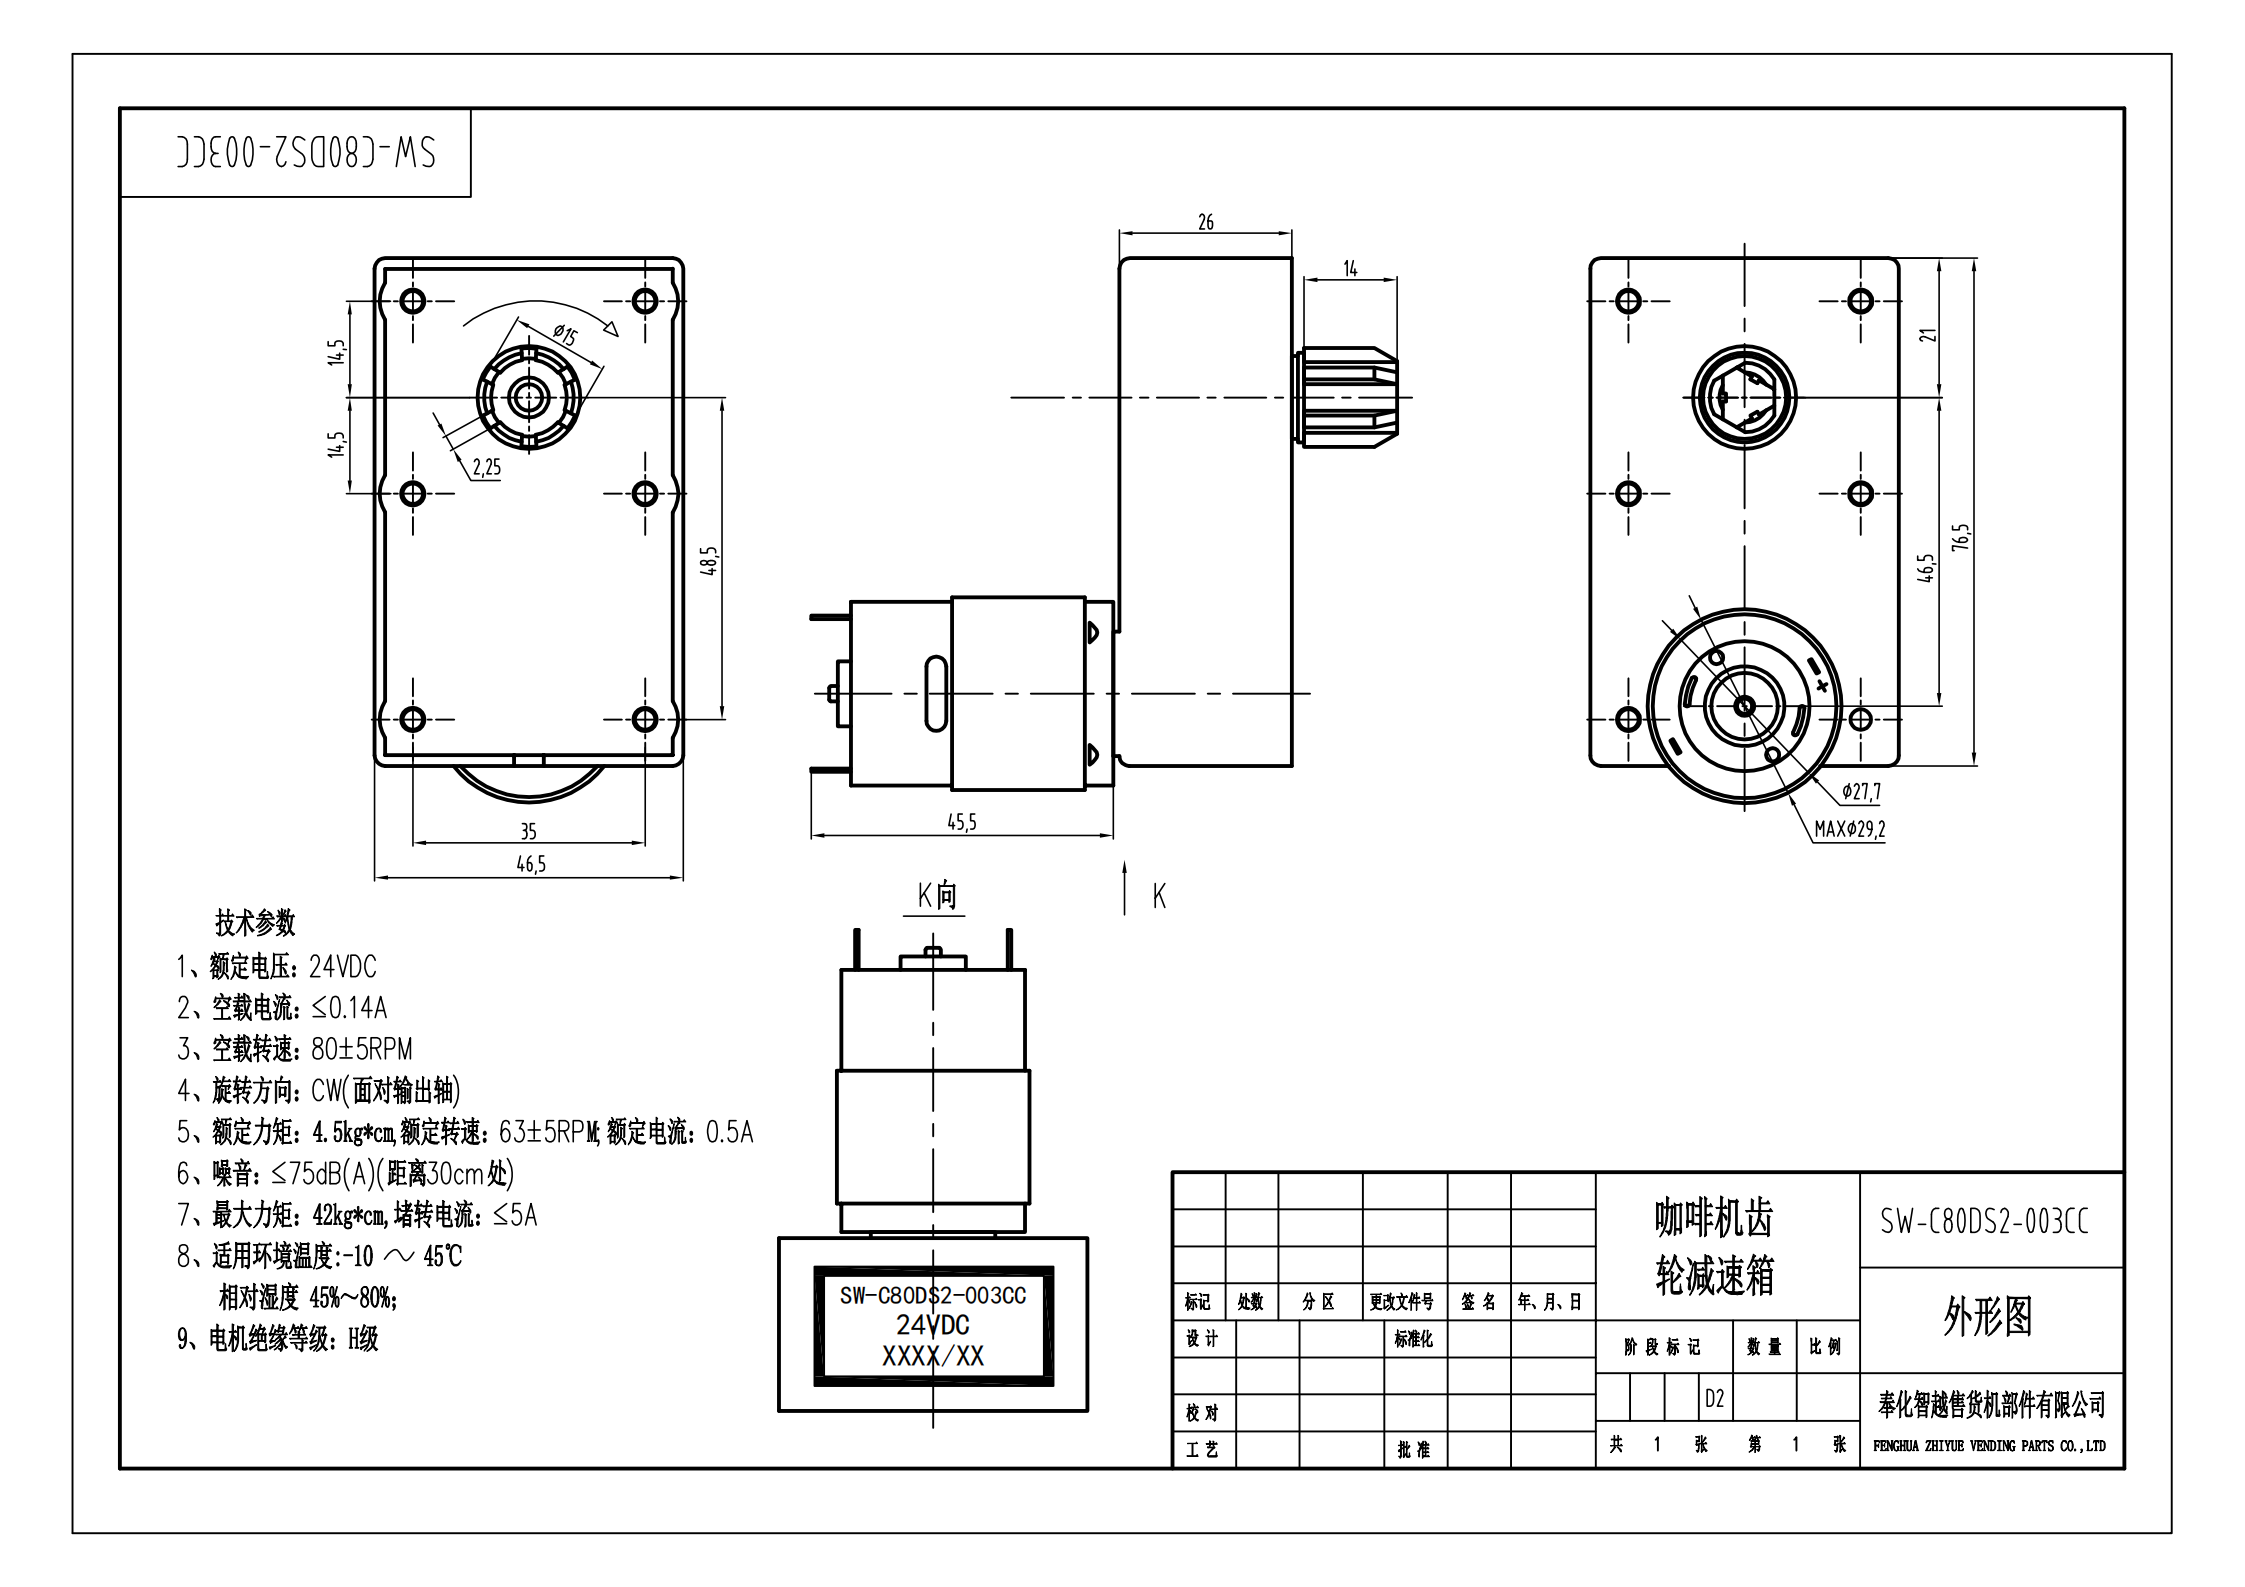 SW-C80DS2-003CC
26
14
14,5
14,5
φ15
2,25
48,5
35
46,5
45,5
21
46,5
76,5
φ27,7
MAXφ29,2
K向
K
技术参数
1、额定电压: 24VDC
2、空载电流: ≤0.14A
3、空载转速: 80±5RPM
4、旋转方向: CW(面对输出轴)
5、额定力矩: 4.5kg*cm,额定转速: 63±5RPM;额定电流: 0.5A
6、噪音: ≤75dB(A)(距离30cm处)
7、最大力矩: 42kg*cm,堵转电流: ≤5A
8、适用环境温度:-10 ～ 45℃
相对湿度 45%～80%;
9、电机绝缘等级: H级
SW-C80DS2-003CC
24VDC
XXXX/XX
标记 处数 分 区 更改文件号 签 名 年、月、日
设 计 标准化
校 对
工 艺 批 准
咖啡机齿
轮减速箱
阶 段 标 记 数 量 比 例
D2
共 1 张 第 1 张
SW-C80DS2-003CC
外形图
奉化智越售货机部件有限公司
FENGHUA ZHIYUE VENDING PARTS CO.,LTD